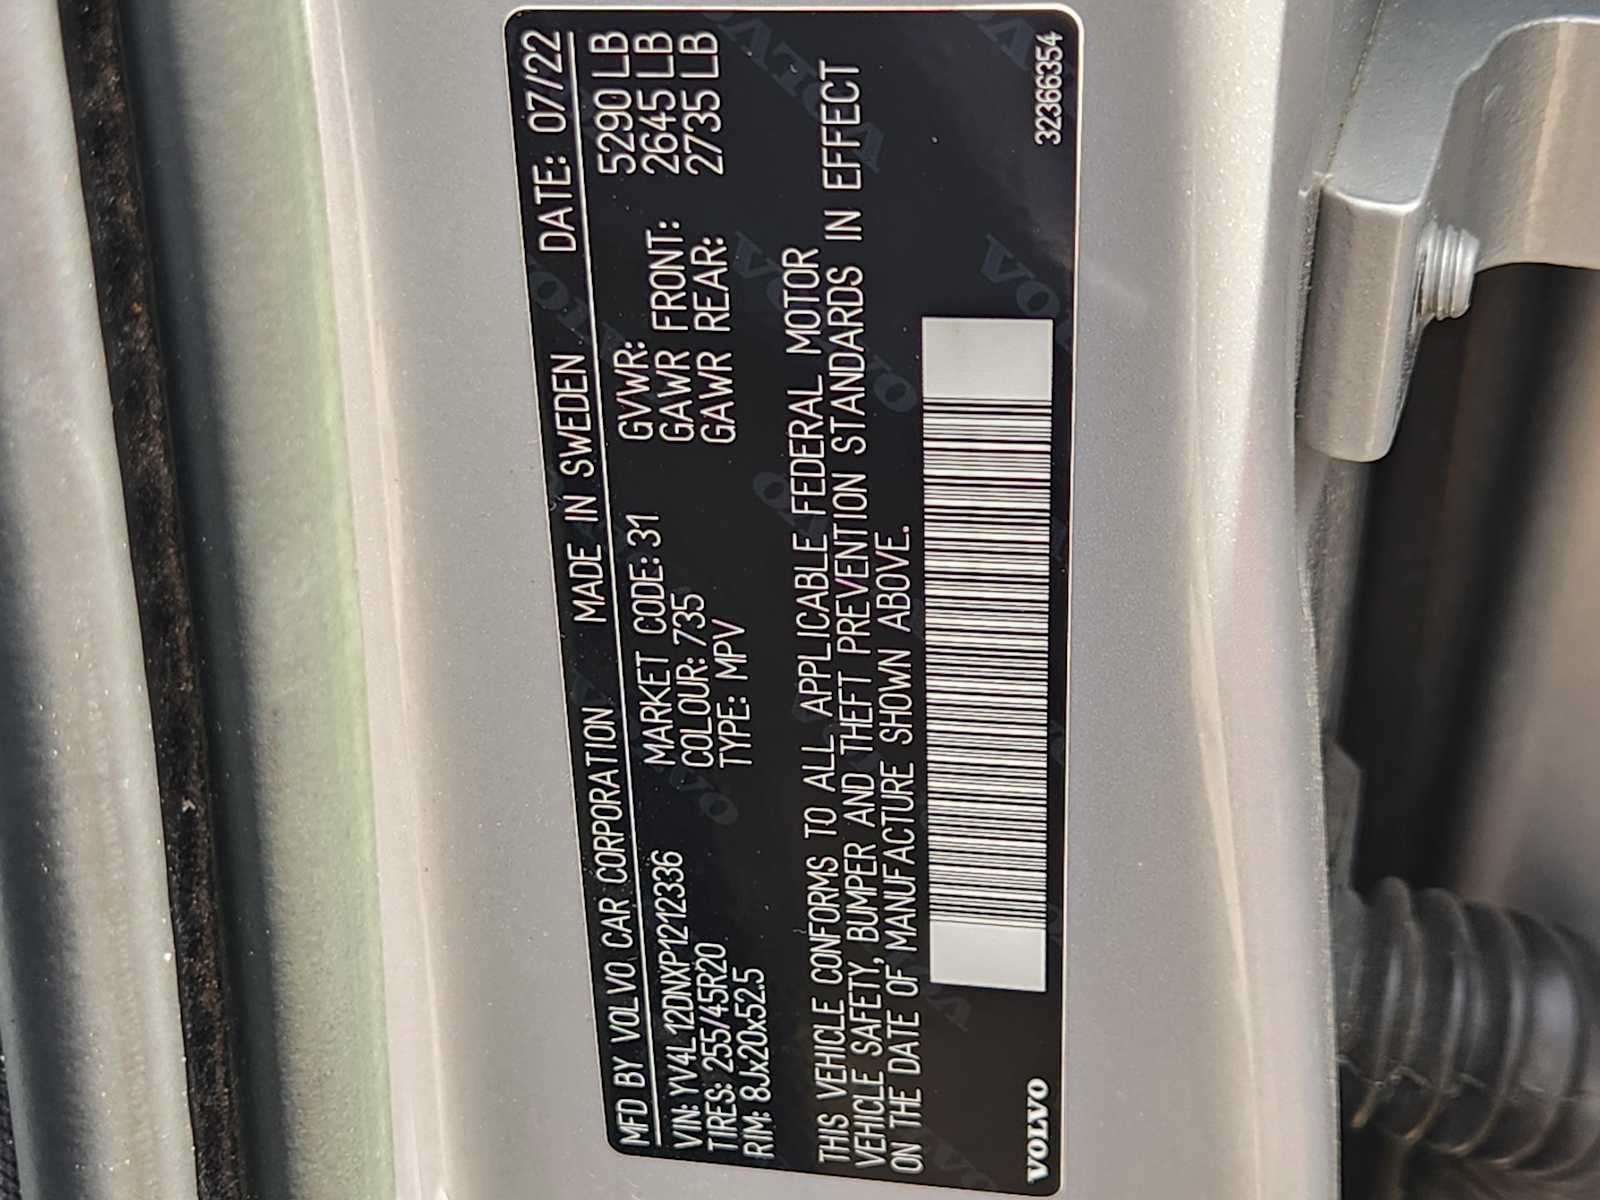 MFD BY VOLVO CAR CORPORATION MADE IN SWEDEN DATE: 07/22
VIN: YV4L12DNXP1212336 MARKET CODE: 31 GVWR: 5290 LB
TIRES: 255/45R20 COLOUR: 735 GAWR FRONT: 2645 LB
RIM: 8Jx20x52.5 TYPE: MPV GAWR REAR: 2735 LB
THIS VEHICLE CONFORMS TO ALL APPLICABLE FEDERAL MOTOR
VEHICLE SAFETY, BUMPER AND THEFT PREVENTION STANDARDS IN EFFECT
ON THE DATE OF MANUFACTURE SHOWN ABOVE.
VOLVO 32366354